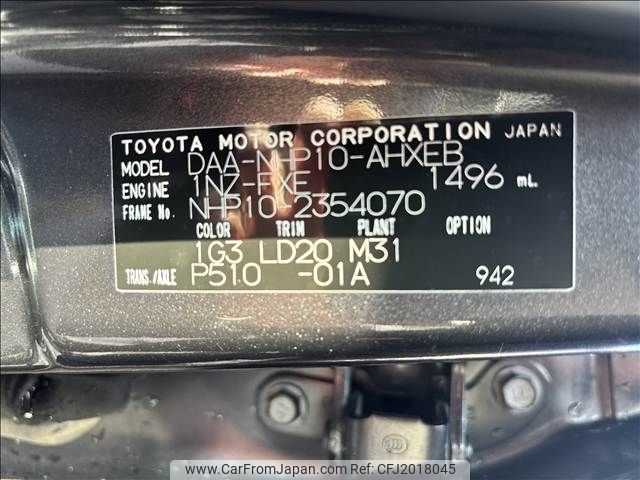 TOYOTA MOTOR CORPORATION JAPAN
MODEL DAA-NHP10-AHXEB
ENGINE 1NZ-FXE 1496 mL
FRAME No. NHP10-2354070
COLOR TRIM PLANT OPTION
1G3 LD20 M31
TRANS./AXLE P510 -01A 942
© CarFromJapan.com | Ref: CFJ2018045